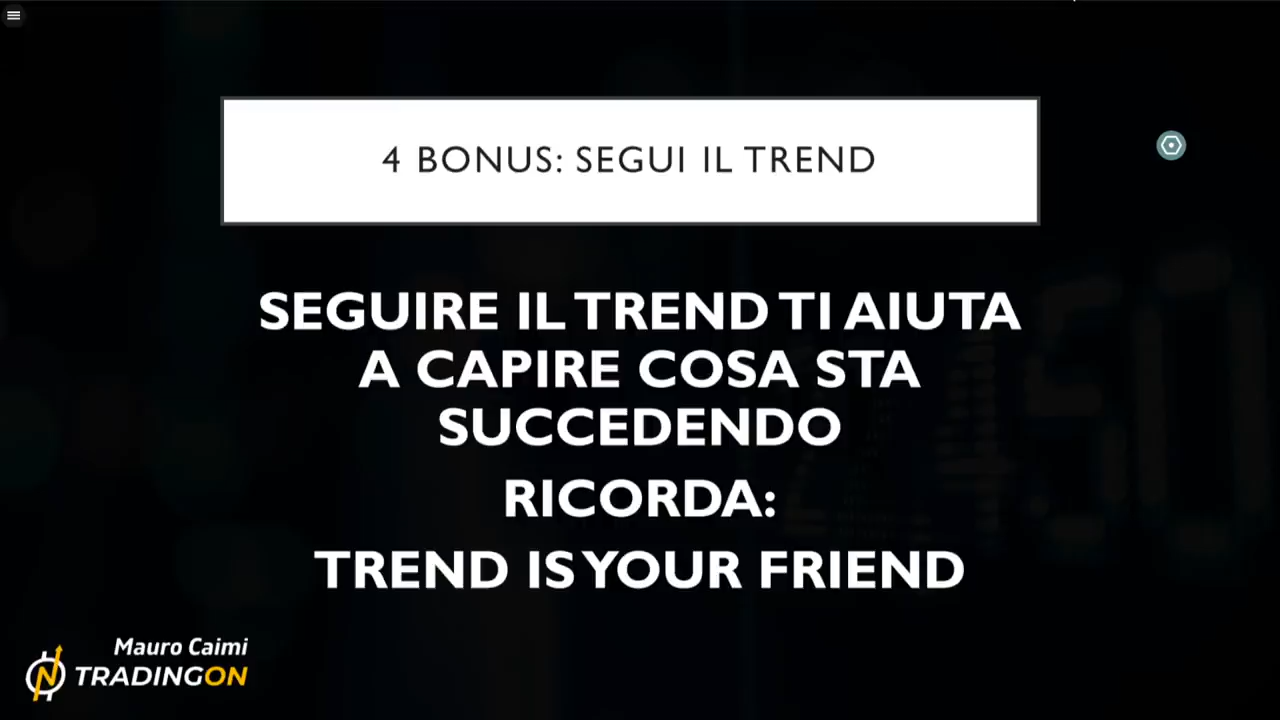 4 BONUS: SEGUI IL TREND
SEGUIRE IL TREND TI AIUTA
A CAPIRE COSA STA
SUCCEDENDO
RICORDA:
TREND IS YOUR FRIEND
Mauro Caimi
TRADINGON